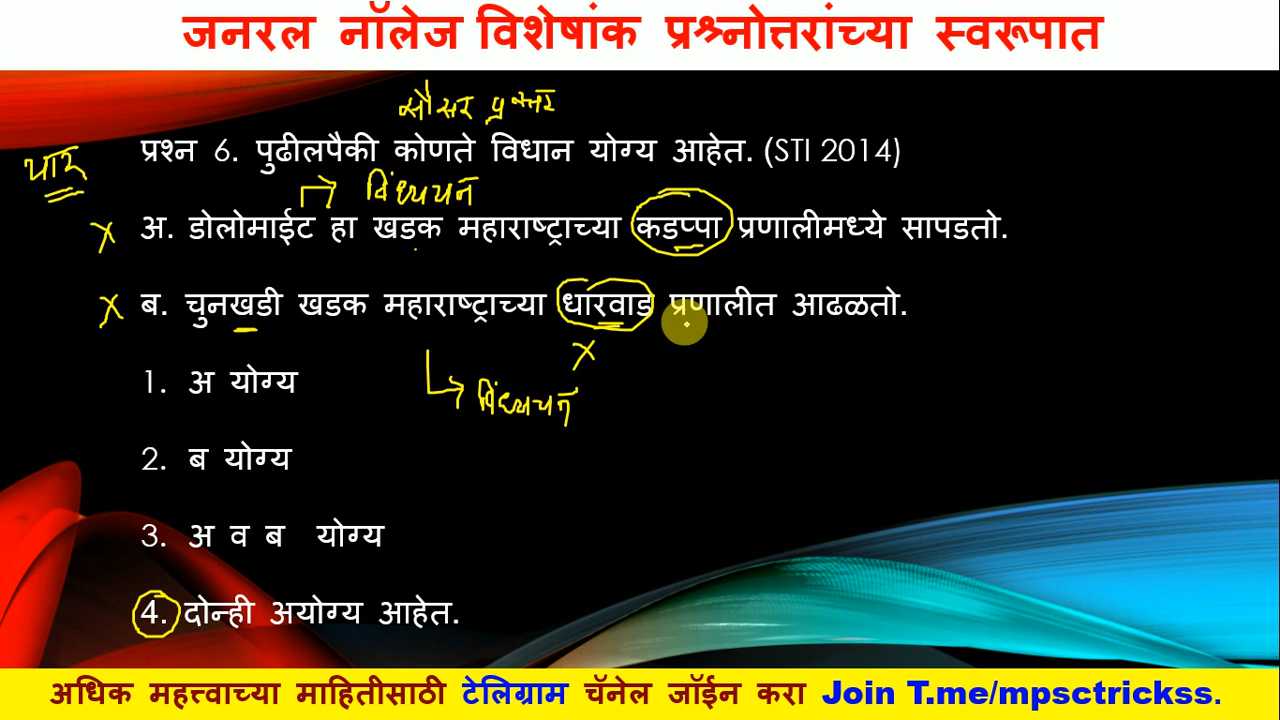 जनरल नॉलेज विशेषांक प्रश्नोत्तरांच्या स्वरूपात
प्रश्न 6. पुढीलपैकी कोणते विधान योग्य आहेत. (STI 2014)
विंध्ययन
X अ. डोलोमाईट हा खडक महाराष्ट्राच्या कडप्पा प्रणालीमध्ये सापडतो.
X ब. चुनखडी खडक महाराष्ट्राच्या धारवाड प्रणालीत आढळतो.
X
1. अ योग्य
विंध्ययन
2. ब योग्य
3. अ व ब योग्य
4. दोन्ही अयोग्य आहेत.
अधिक महत्त्वाच्या माहितीसाठी टेलिग्राम चॅनेल जॉईन करा Join T.me/mpsctrickss.